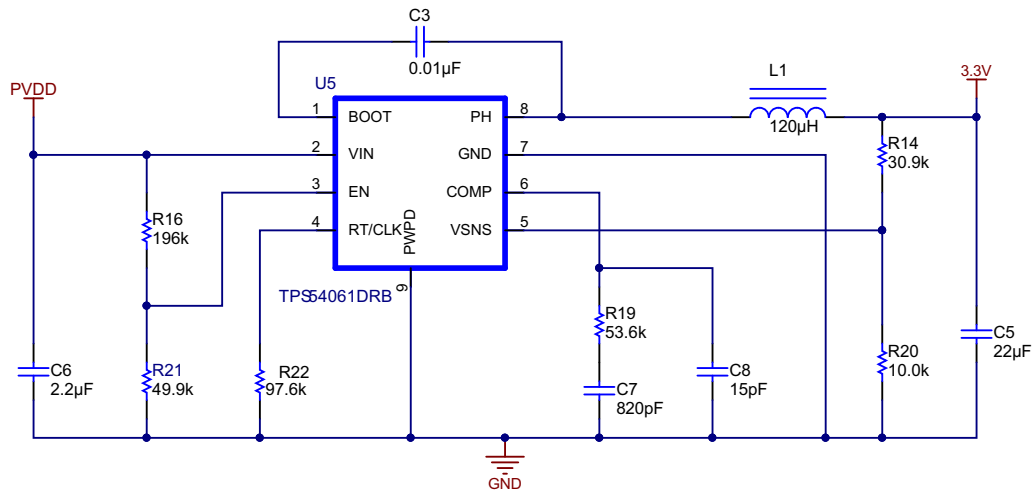 C3
0.01µF
U5
PVDD
L1
3.3V
1
BOOT
PH
8
120µH
2
VIN
GND
7
R14
30.9k
3
EN
COMP
6
4
RT/CLK
PWPD
VSNS
5
R16
196k
9
TPS54061DRB
R19
53.6k
C5
22µF
C6
2.2µF
R21
49.9k
R22
97.6k
C7
820pF
C8
15pF
R20
10.0k
GND